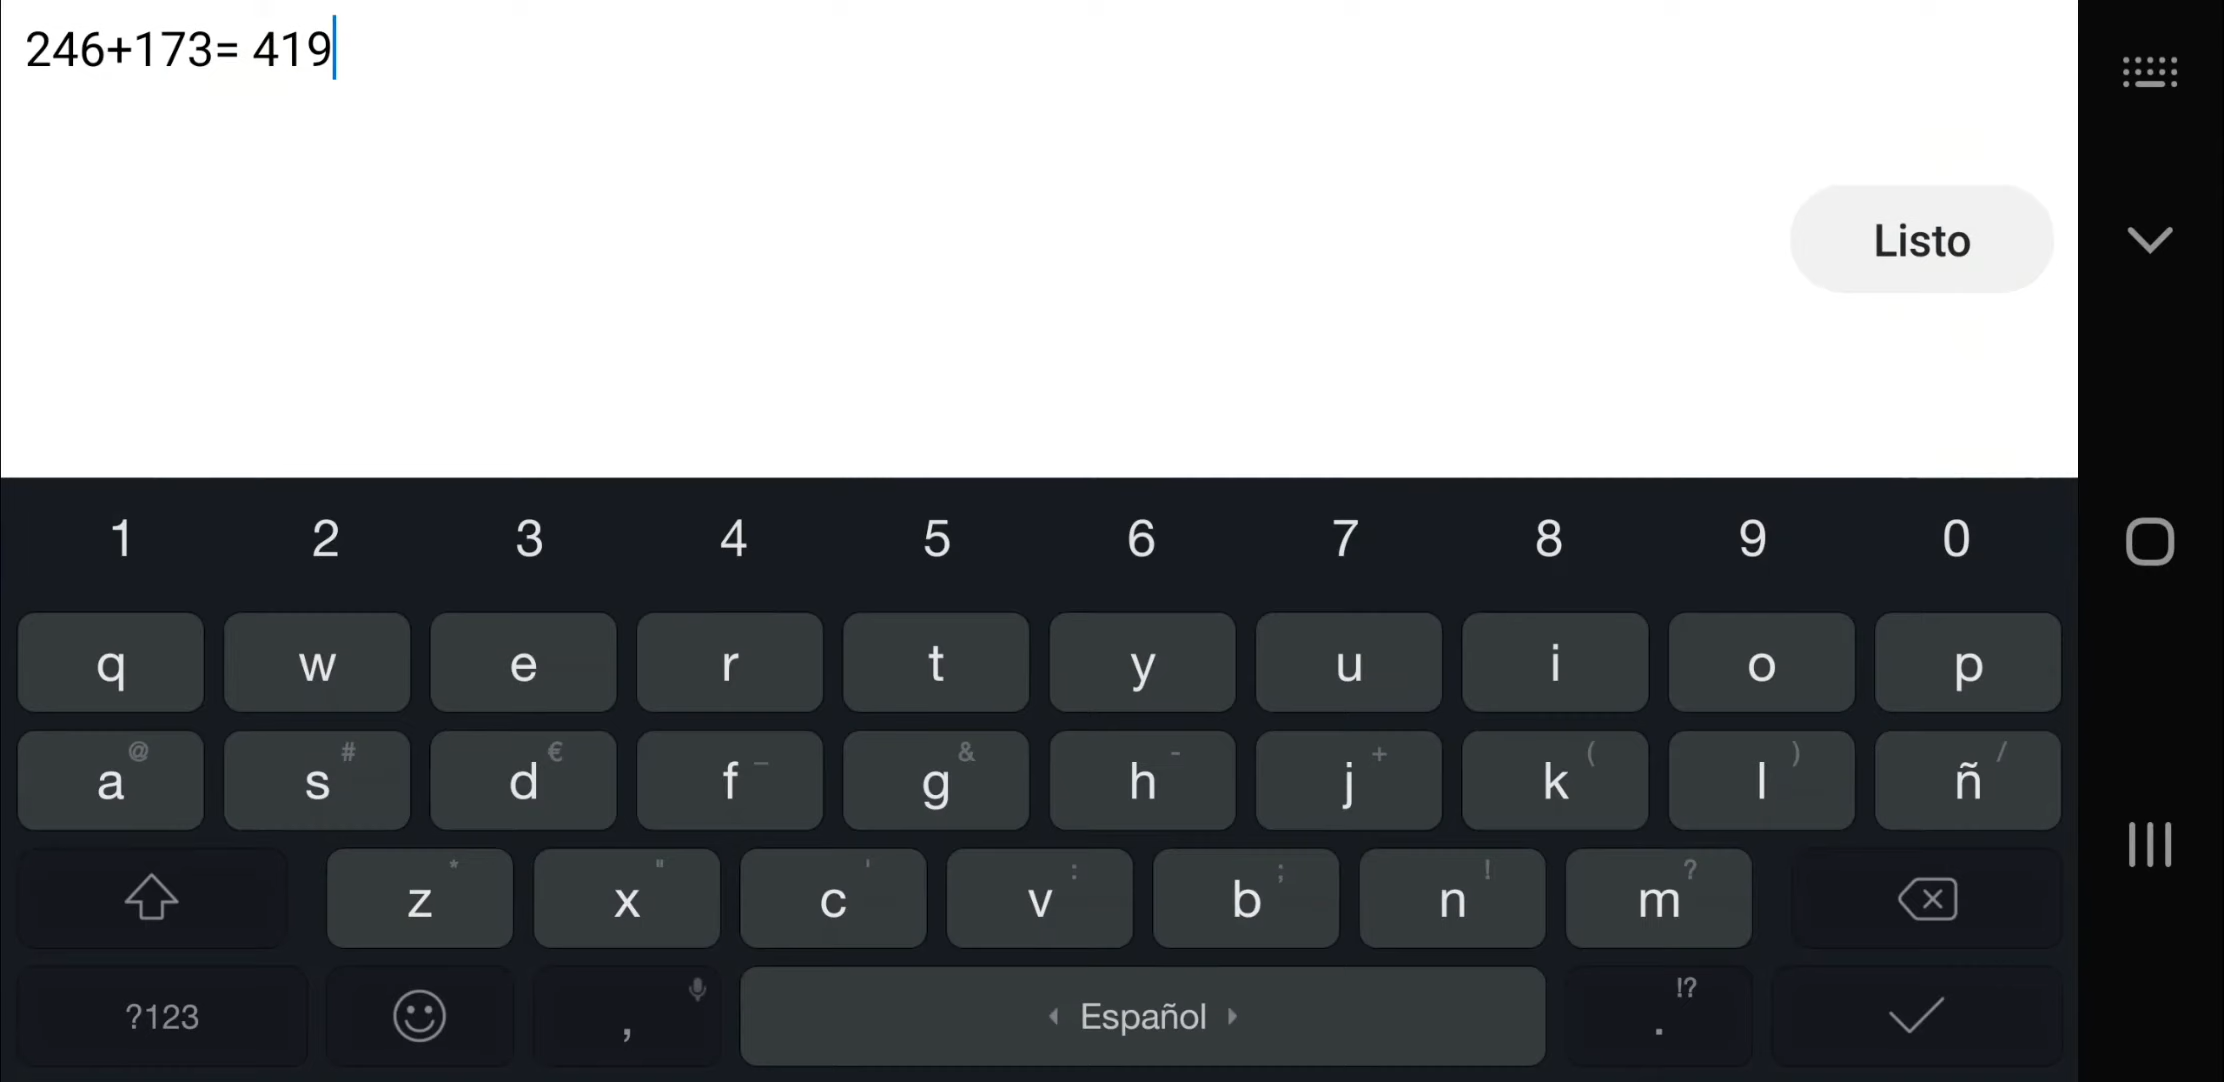 246+173= 419
Listo
1 2 3 4 5 6 7 8 9 0
q w e r t y u i o p
@ # € _ & - + ( ) /
a s d f g h j k l ñ
* " ' : ; ! ?
z x c v b n m
!?
?123 , Español .